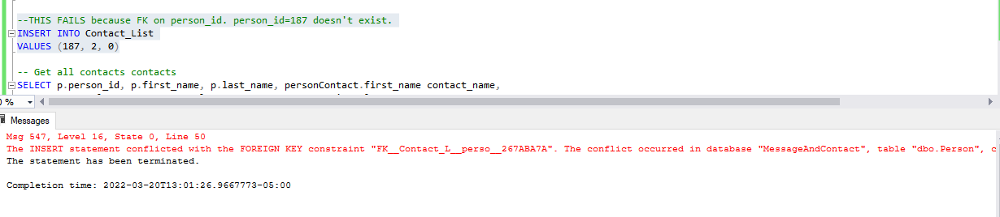 --THIS FAILS because FK on person_id. person_id=187 doesn't exist.
INSERT INTO Contact_List
VALUES (187, 2, 0)
-- Get all contacts contacts
SELECT p.person_id, p.first_name, p.last_name, personContact.first_name contact_name,
%
Messages
Msg 547, Level 16, State 0, Line 50
The INSERT statement conflicted with the FOREIGN KEY constraint "FK__Contact_L__perso__267ABA7A". The conflict occurred in database "MessageAndContact", table "dbo.Person", c
The statement has been terminated.
Completion time: 2022-03-20T13:01:26.9667773-05:00